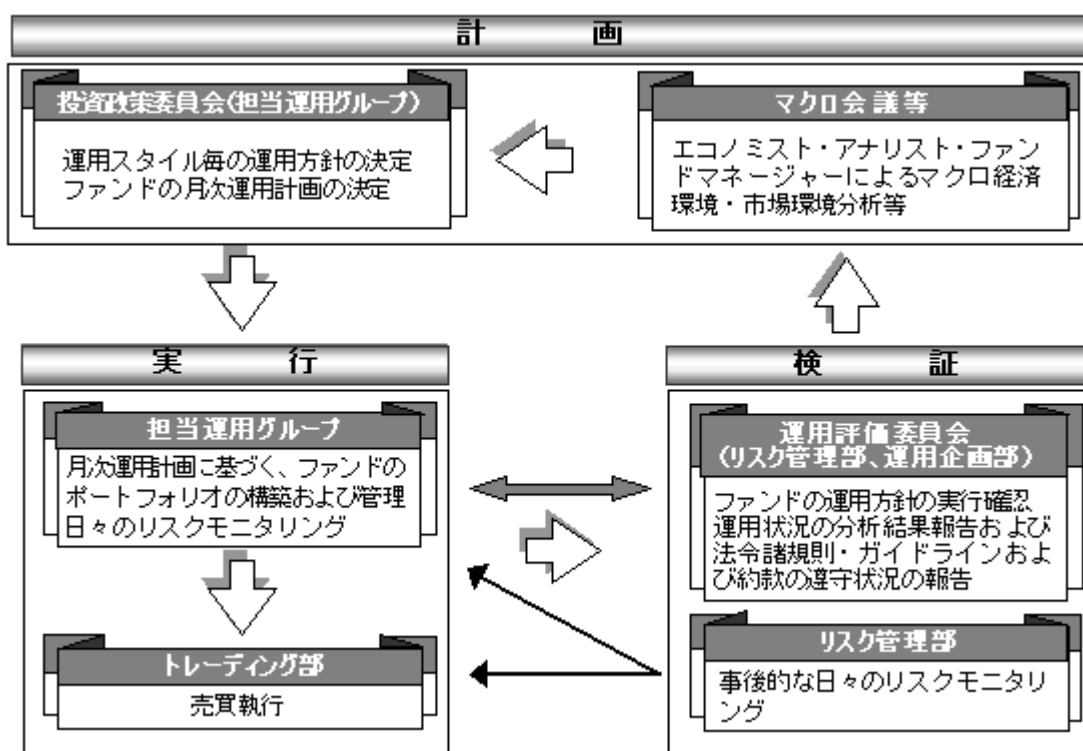 計 画
投資政策委員会(担当運用グループ)
運用スタイル毎の運用方針の決定
ファンドの月次運用計画の決定
マクロ会議等
エコノミスト・アナリスト・ファン
ドマネージャーによるマクロ経済
環境・市場環境分析等
実 行
担当運用グループ
月次運用計画に基づく、ファンドの
ポートフォリオの構築および管理
日々のリスクモニタリング
トレーディング部
売買執行
検 証
運用評価委員会
(リスク管理部、運用企画部)
ファンドの運用方針の実行確認
運用状況の分析結果報告および
法令諸規則・ガイドラインおよ
び約款の遵守状況の報告
リスク管理部
事後的な日々のリスクモニタリ
ング